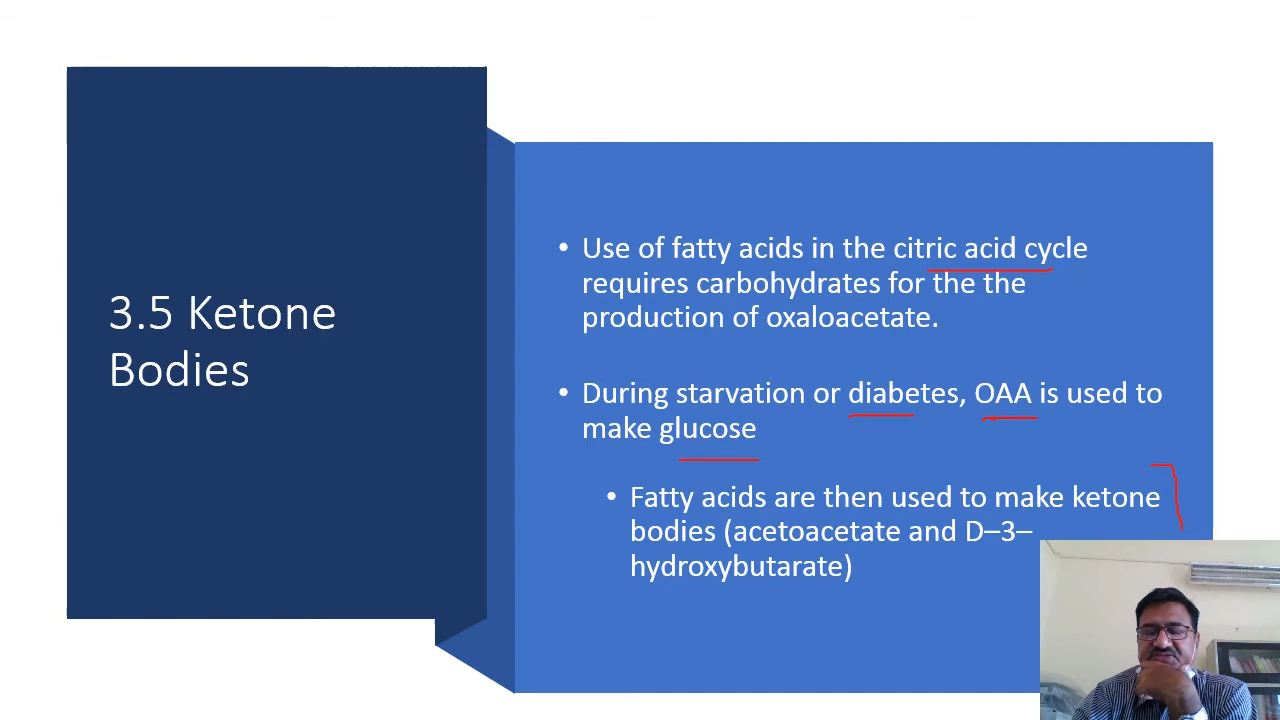 3.5 Ketone
Bodies
• Use of fatty acids in the citric acid cycle
requires carbohydrates for the the
production of oxaloacetate.
• During starvation or diabetes, OAA is used to
make glucose
• Fatty acids are then used to make ketone
bodies (acetoacetate and D–3–
hydroxybutarate)